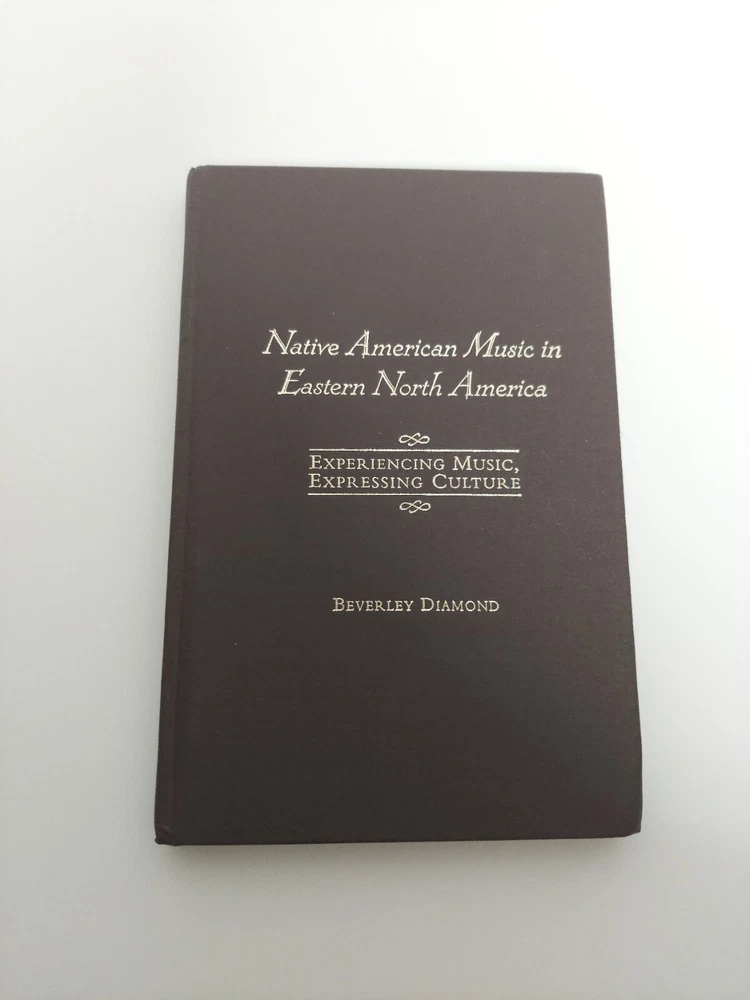 Native American Music in
Eastern North America
EXPERIENCING MUSIC,
EXPRESSING CULTURE
BEVERLEY DIAMOND